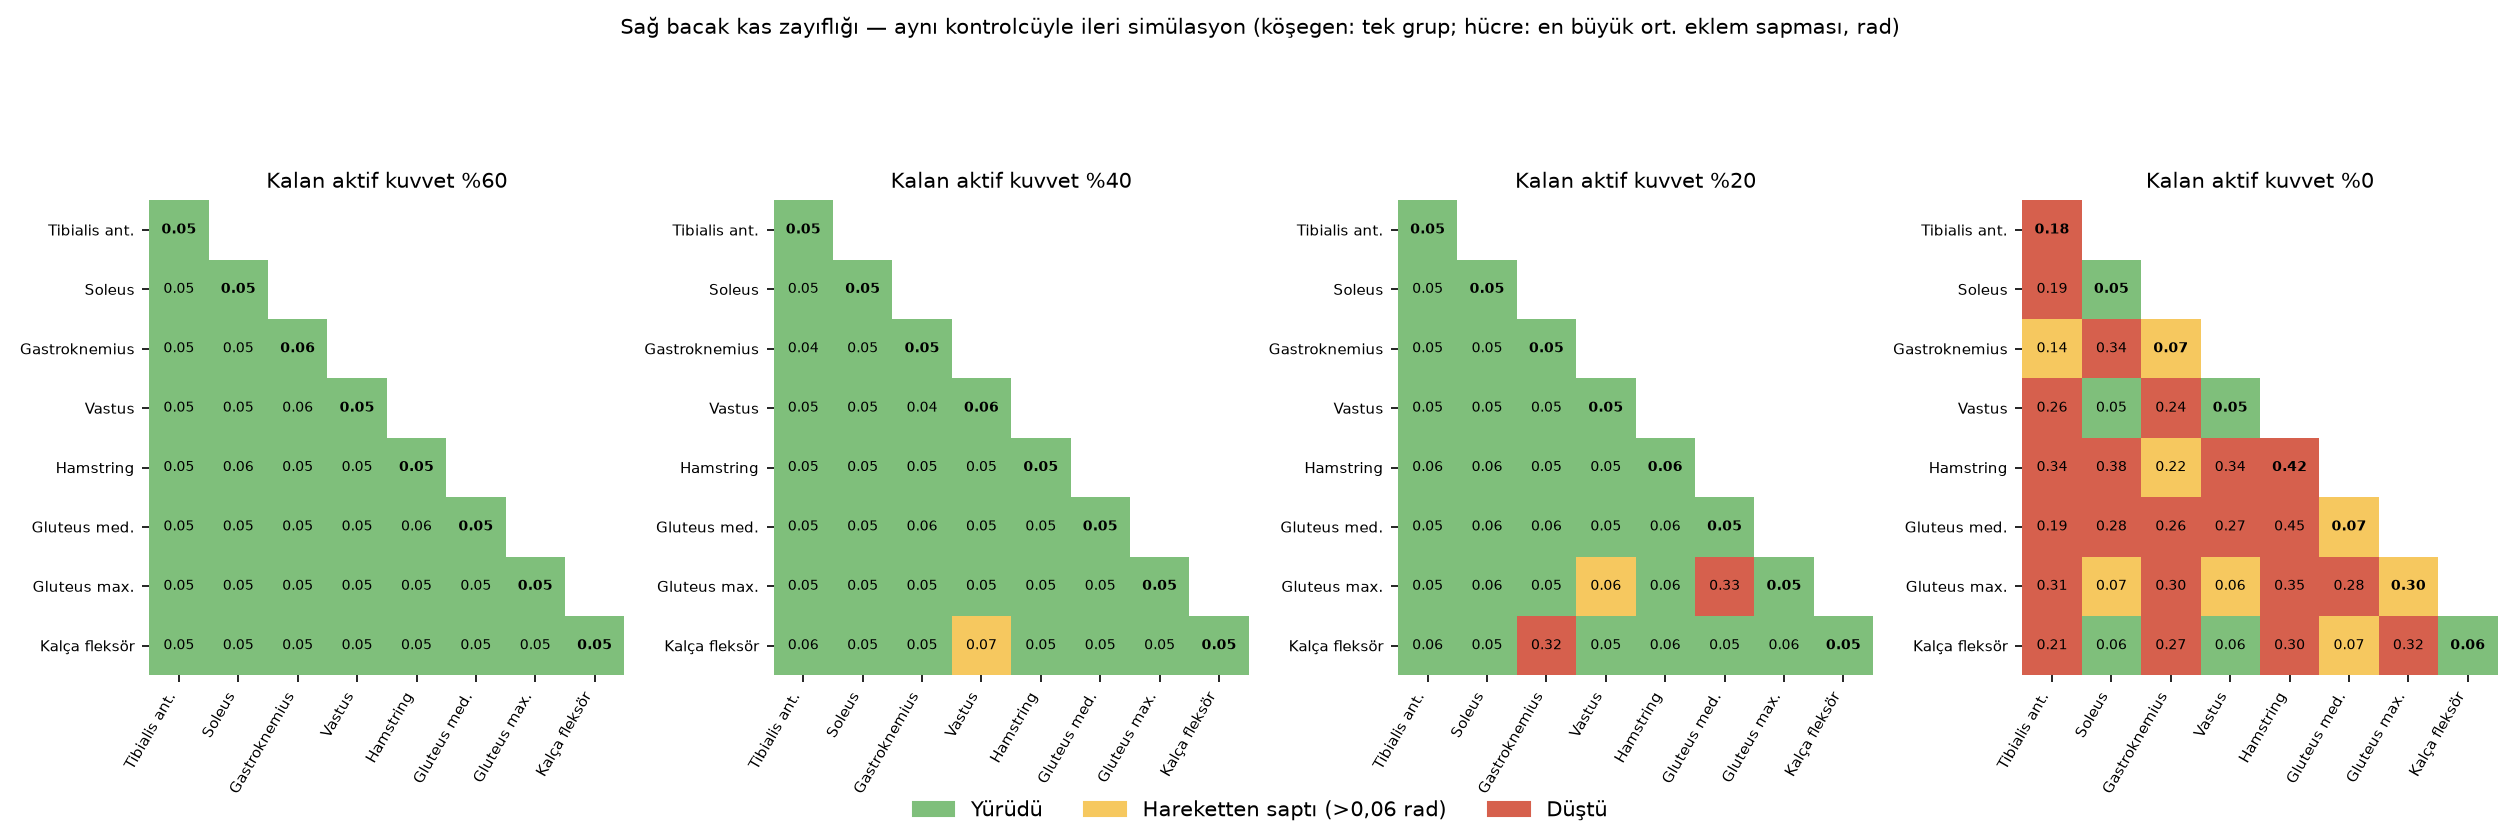 Sağ bacak kas zayıflığı — aynı kontrolcüyle ileri simülasyon (köşegen: tek grup; hücre: en büyük ort. eklem sapması, rad)
Kalan aktif kuvvet %60
Tibialis ant. 0.05
Soleus 0.05 0.05
Gastroknemius 0.05 0.05 0.06
Vastus 0.05 0.05 0.06 0.05
Hamstring 0.05 0.06 0.05 0.05 0.05
Gluteus med. 0.05 0.05 0.05 0.05 0.06 0.05
Gluteus max. 0.05 0.05 0.05 0.05 0.05 0.05 0.05
Kalça fleksör 0.05 0.05 0.05 0.05 0.05 0.05 0.05 0.05
Tibialis ant. Soleus Gastroknemius Vastus Hamstring Gluteus med. Gluteus max. Kalça fleksör
Kalan aktif kuvvet %40
Tibialis ant. 0.05
Soleus 0.05 0.05
Gastroknemius 0.04 0.05 0.05
Vastus 0.05 0.05 0.04 0.06
Hamstring 0.05 0.05 0.05 0.05 0.05
Gluteus med. 0.05 0.05 0.06 0.05 0.05 0.05
Gluteus max. 0.05 0.05 0.05 0.05 0.05 0.05 0.05
Kalça fleksör 0.06 0.05 0.05 0.07 0.05 0.05 0.05 0.05
Tibialis ant. Soleus Gastroknemius Vastus Hamstring Gluteus med. Gluteus max. Kalça fleksör
Kalan aktif kuvvet %20
Tibialis ant. 0.05
Soleus 0.05 0.05
Gastroknemius 0.05 0.05 0.05
Vastus 0.05 0.05 0.05 0.05
Hamstring 0.06 0.06 0.05 0.05 0.06
Gluteus med. 0.05 0.06 0.06 0.05 0.06 0.05
Gluteus max. 0.05 0.06 0.05 0.06 0.06 0.33 0.05
Kalça fleksör 0.06 0.05 0.32 0.05 0.06 0.05 0.06 0.05
Tibialis ant. Soleus Gastroknemius Vastus Hamstring Gluteus med. Gluteus max. Kalça fleksör
Kalan aktif kuvvet %0
Tibialis ant. 0.18
Soleus 0.19 0.05
Gastroknemius 0.14 0.34 0.07
Vastus 0.26 0.05 0.24 0.05
Hamstring 0.34 0.38 0.22 0.34 0.42
Gluteus med. 0.19 0.28 0.26 0.27 0.45 0.07
Gluteus max. 0.31 0.07 0.30 0.06 0.35 0.28 0.30
Kalça fleksör 0.21 0.06 0.27 0.06 0.30 0.07 0.32 0.06
Tibialis ant. Soleus Gastroknemius Vastus Hamstring Gluteus med. Gluteus max. Kalça fleksör
Yürüdü Hareketten saptı (>0,06 rad) Düştü